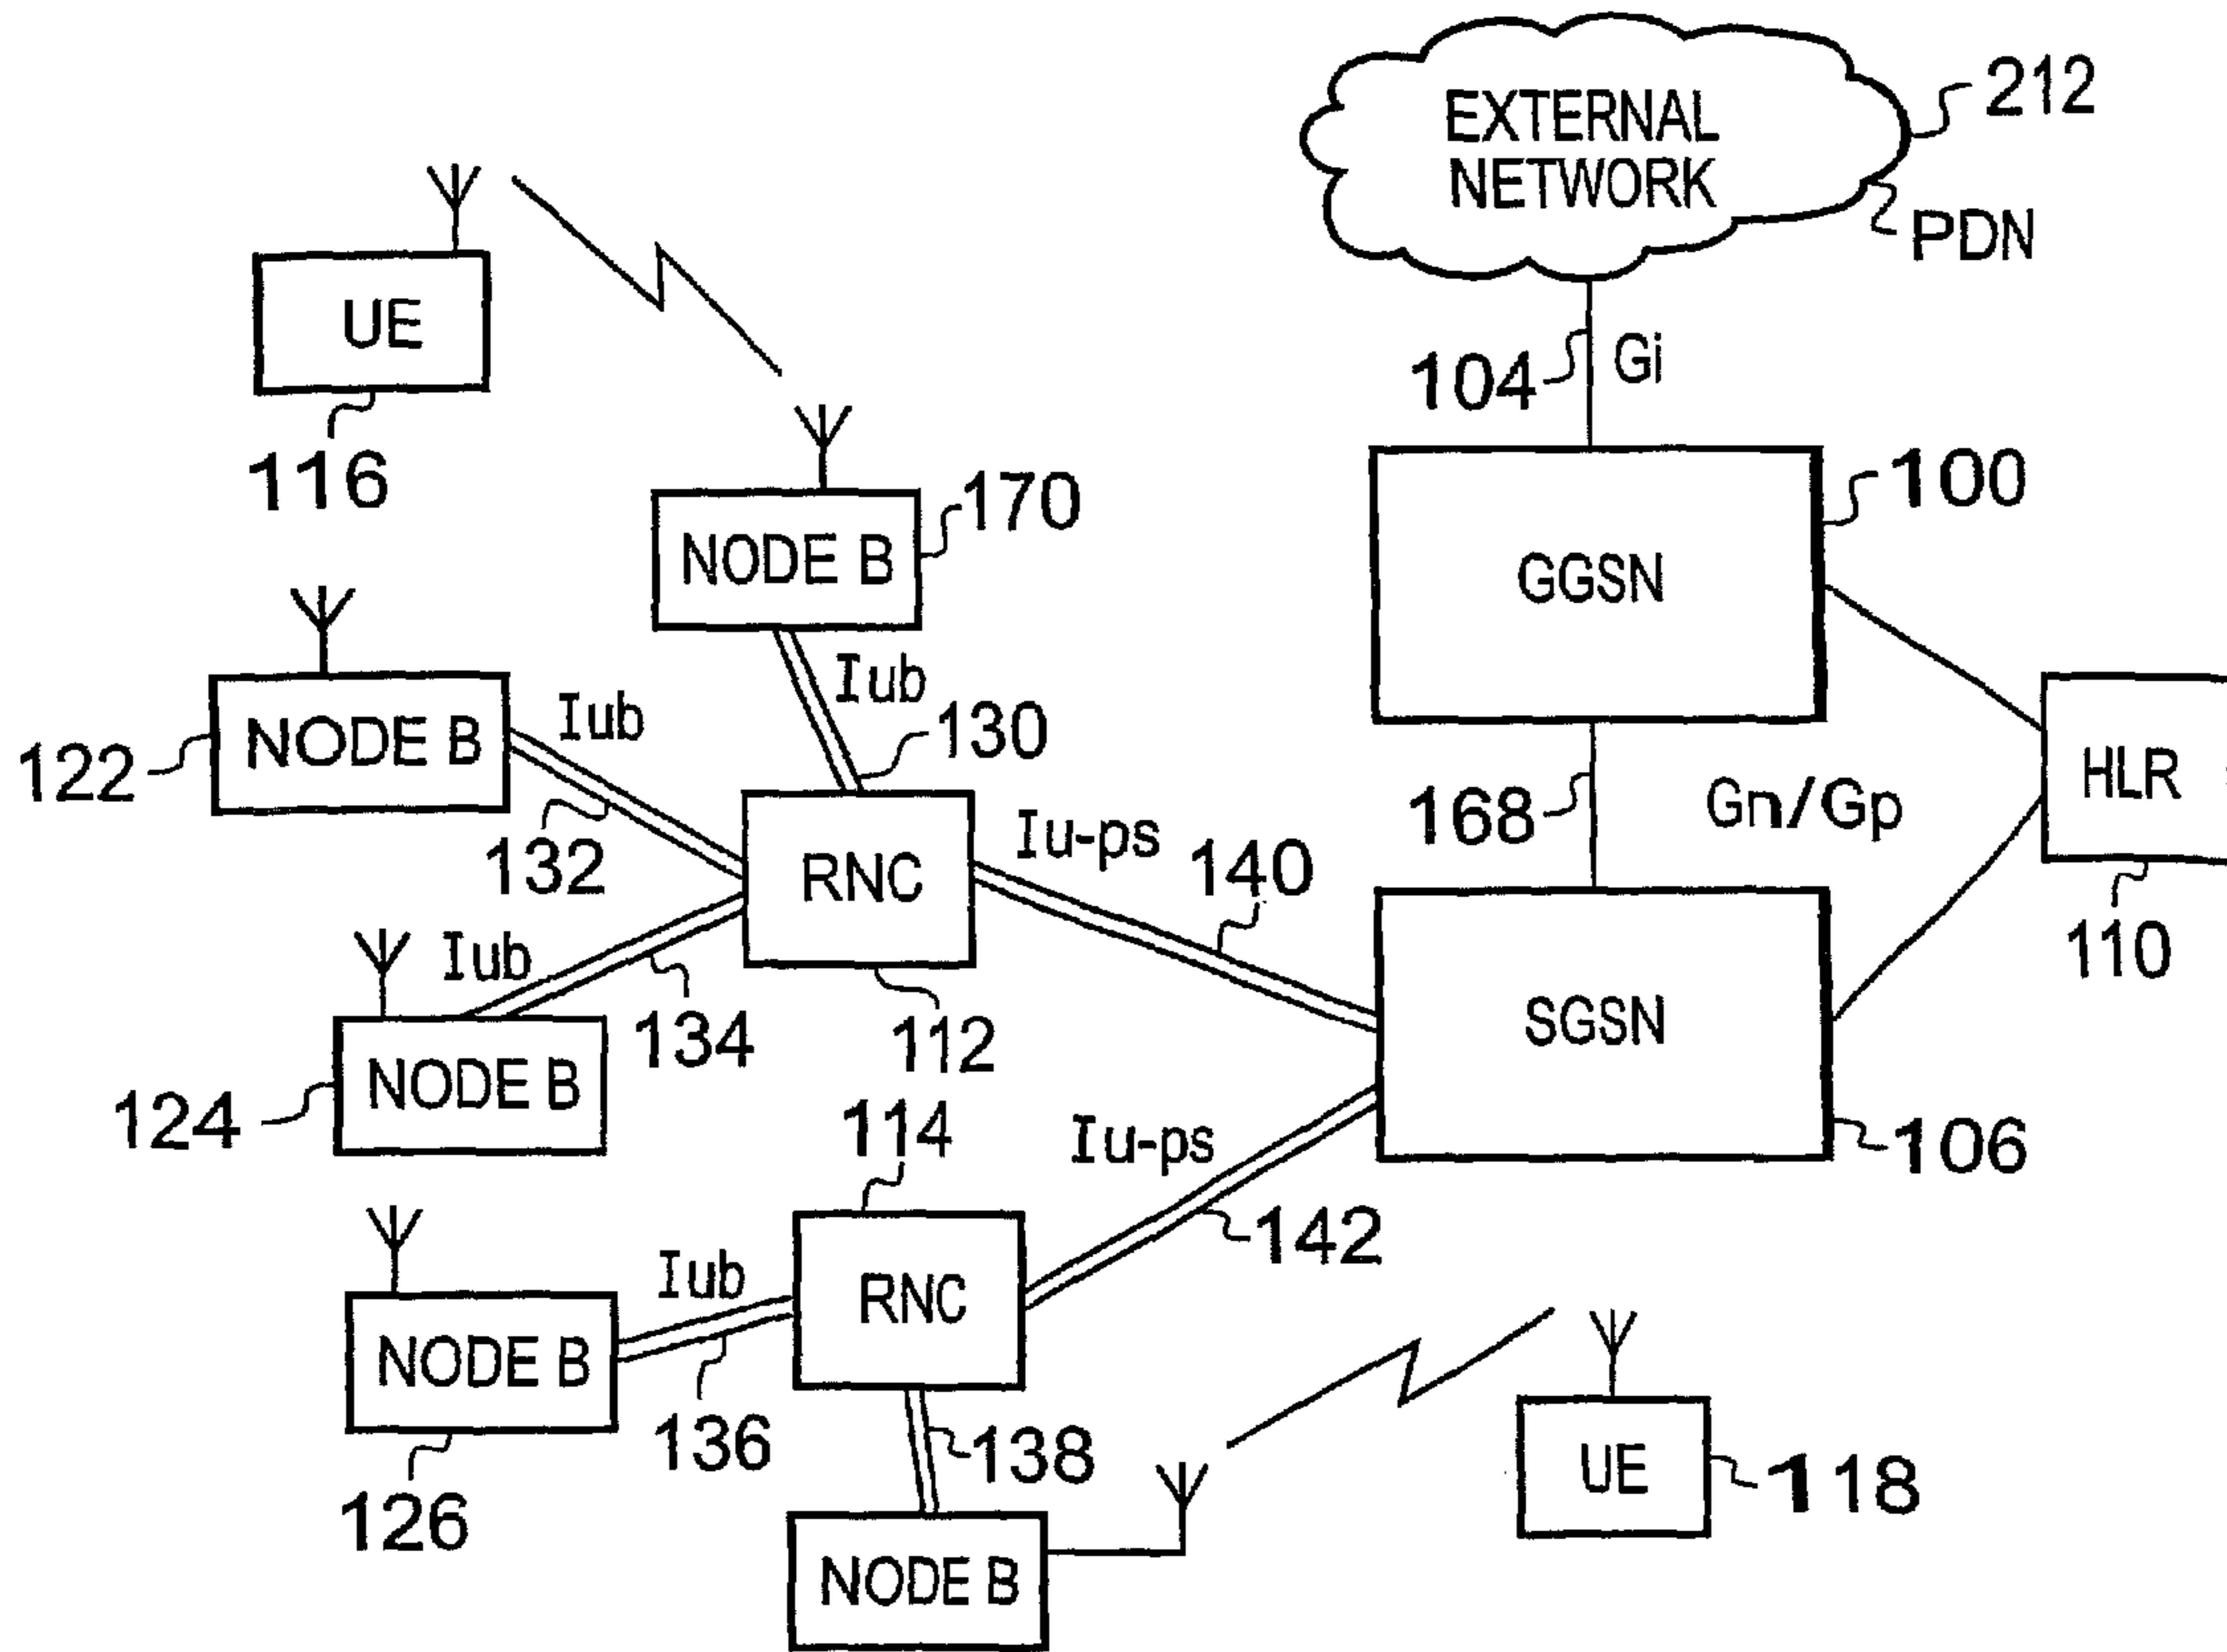 EXTERNAL
NETWORK
212
PDN
UE
116
104
Gi
NODE B
170
100
GGSN
Iub
130
NODE B
Iub
122
132
HLR
168
Gn/Gp
RNC
Iu-ps
140
110
Iub
134
112
SGSN
NODE B
124
114
Iu-ps
106
142
Iub
RNC
NODE B
136
138
126
UE
118
NODE B